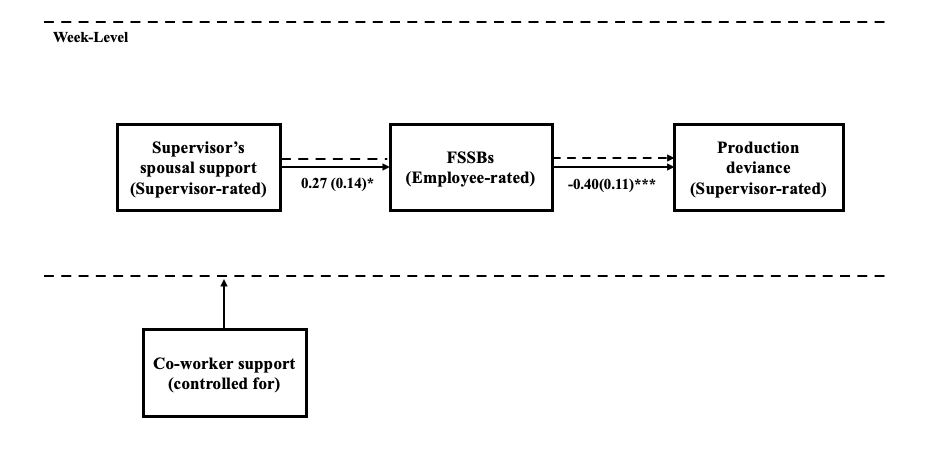 Week-Level
Supervisor’s
spousal support
(Supervisor-rated)
0.27 (0.14)*
FSSBs
(Employee-rated)
-0.40(0.11)***
Production
deviance
(Supervisor-rated)
Co-worker support
(controlled for)